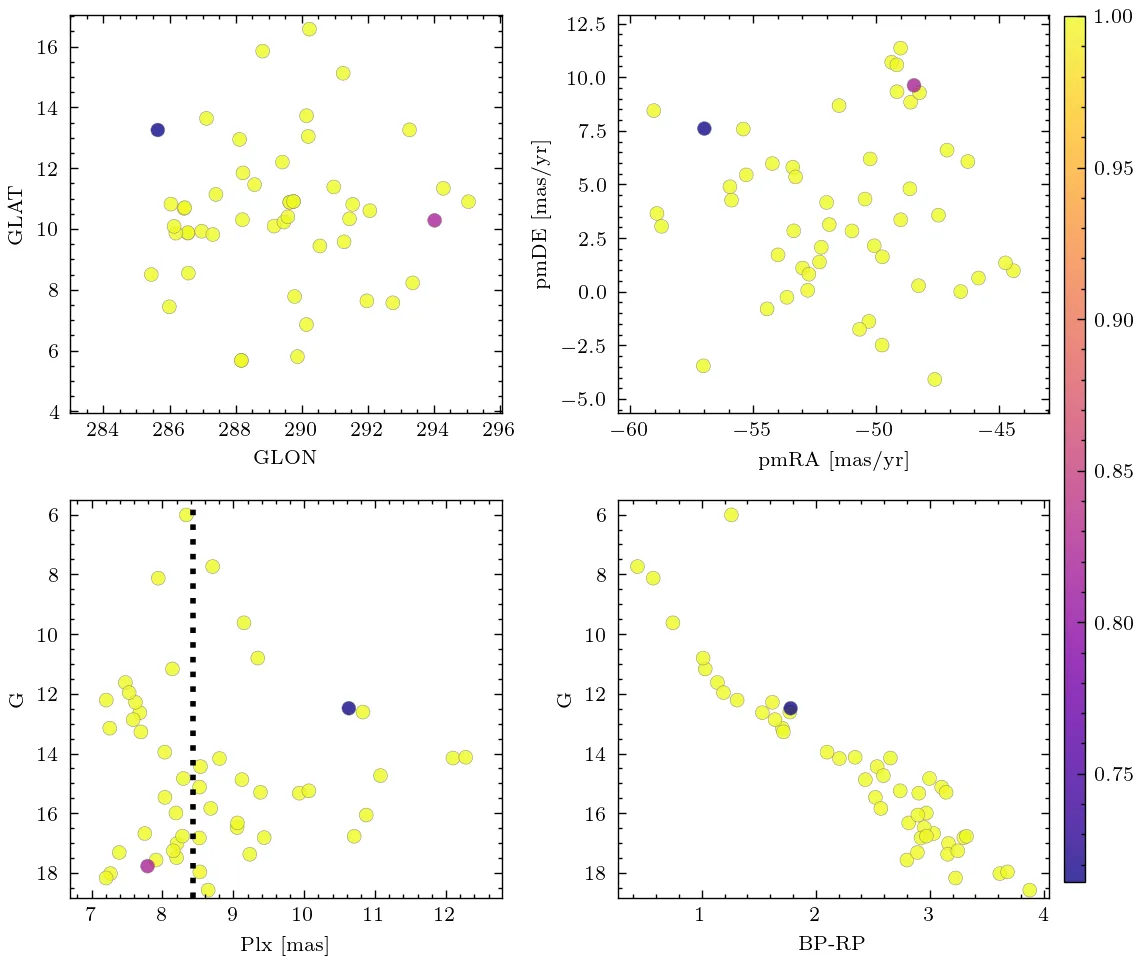 16
14
12
10
8
6
4
GLAT
284 286 288 290 292 294 296
GLON
12.5
10.0
7.5
5.0
2.5
0.0
−2.5
−5.0
pmDE [mas/yr]
−60 −55 −50 −45
pmRA [mas/yr]
6
8
10
12
14
16
18
G
7 8 9 10 11 12
Plx [mas]
6
8
10
12
14
16
18
G
1 2 3 4
BP-RP
1.00
0.95
0.90
0.85
0.80
0.75